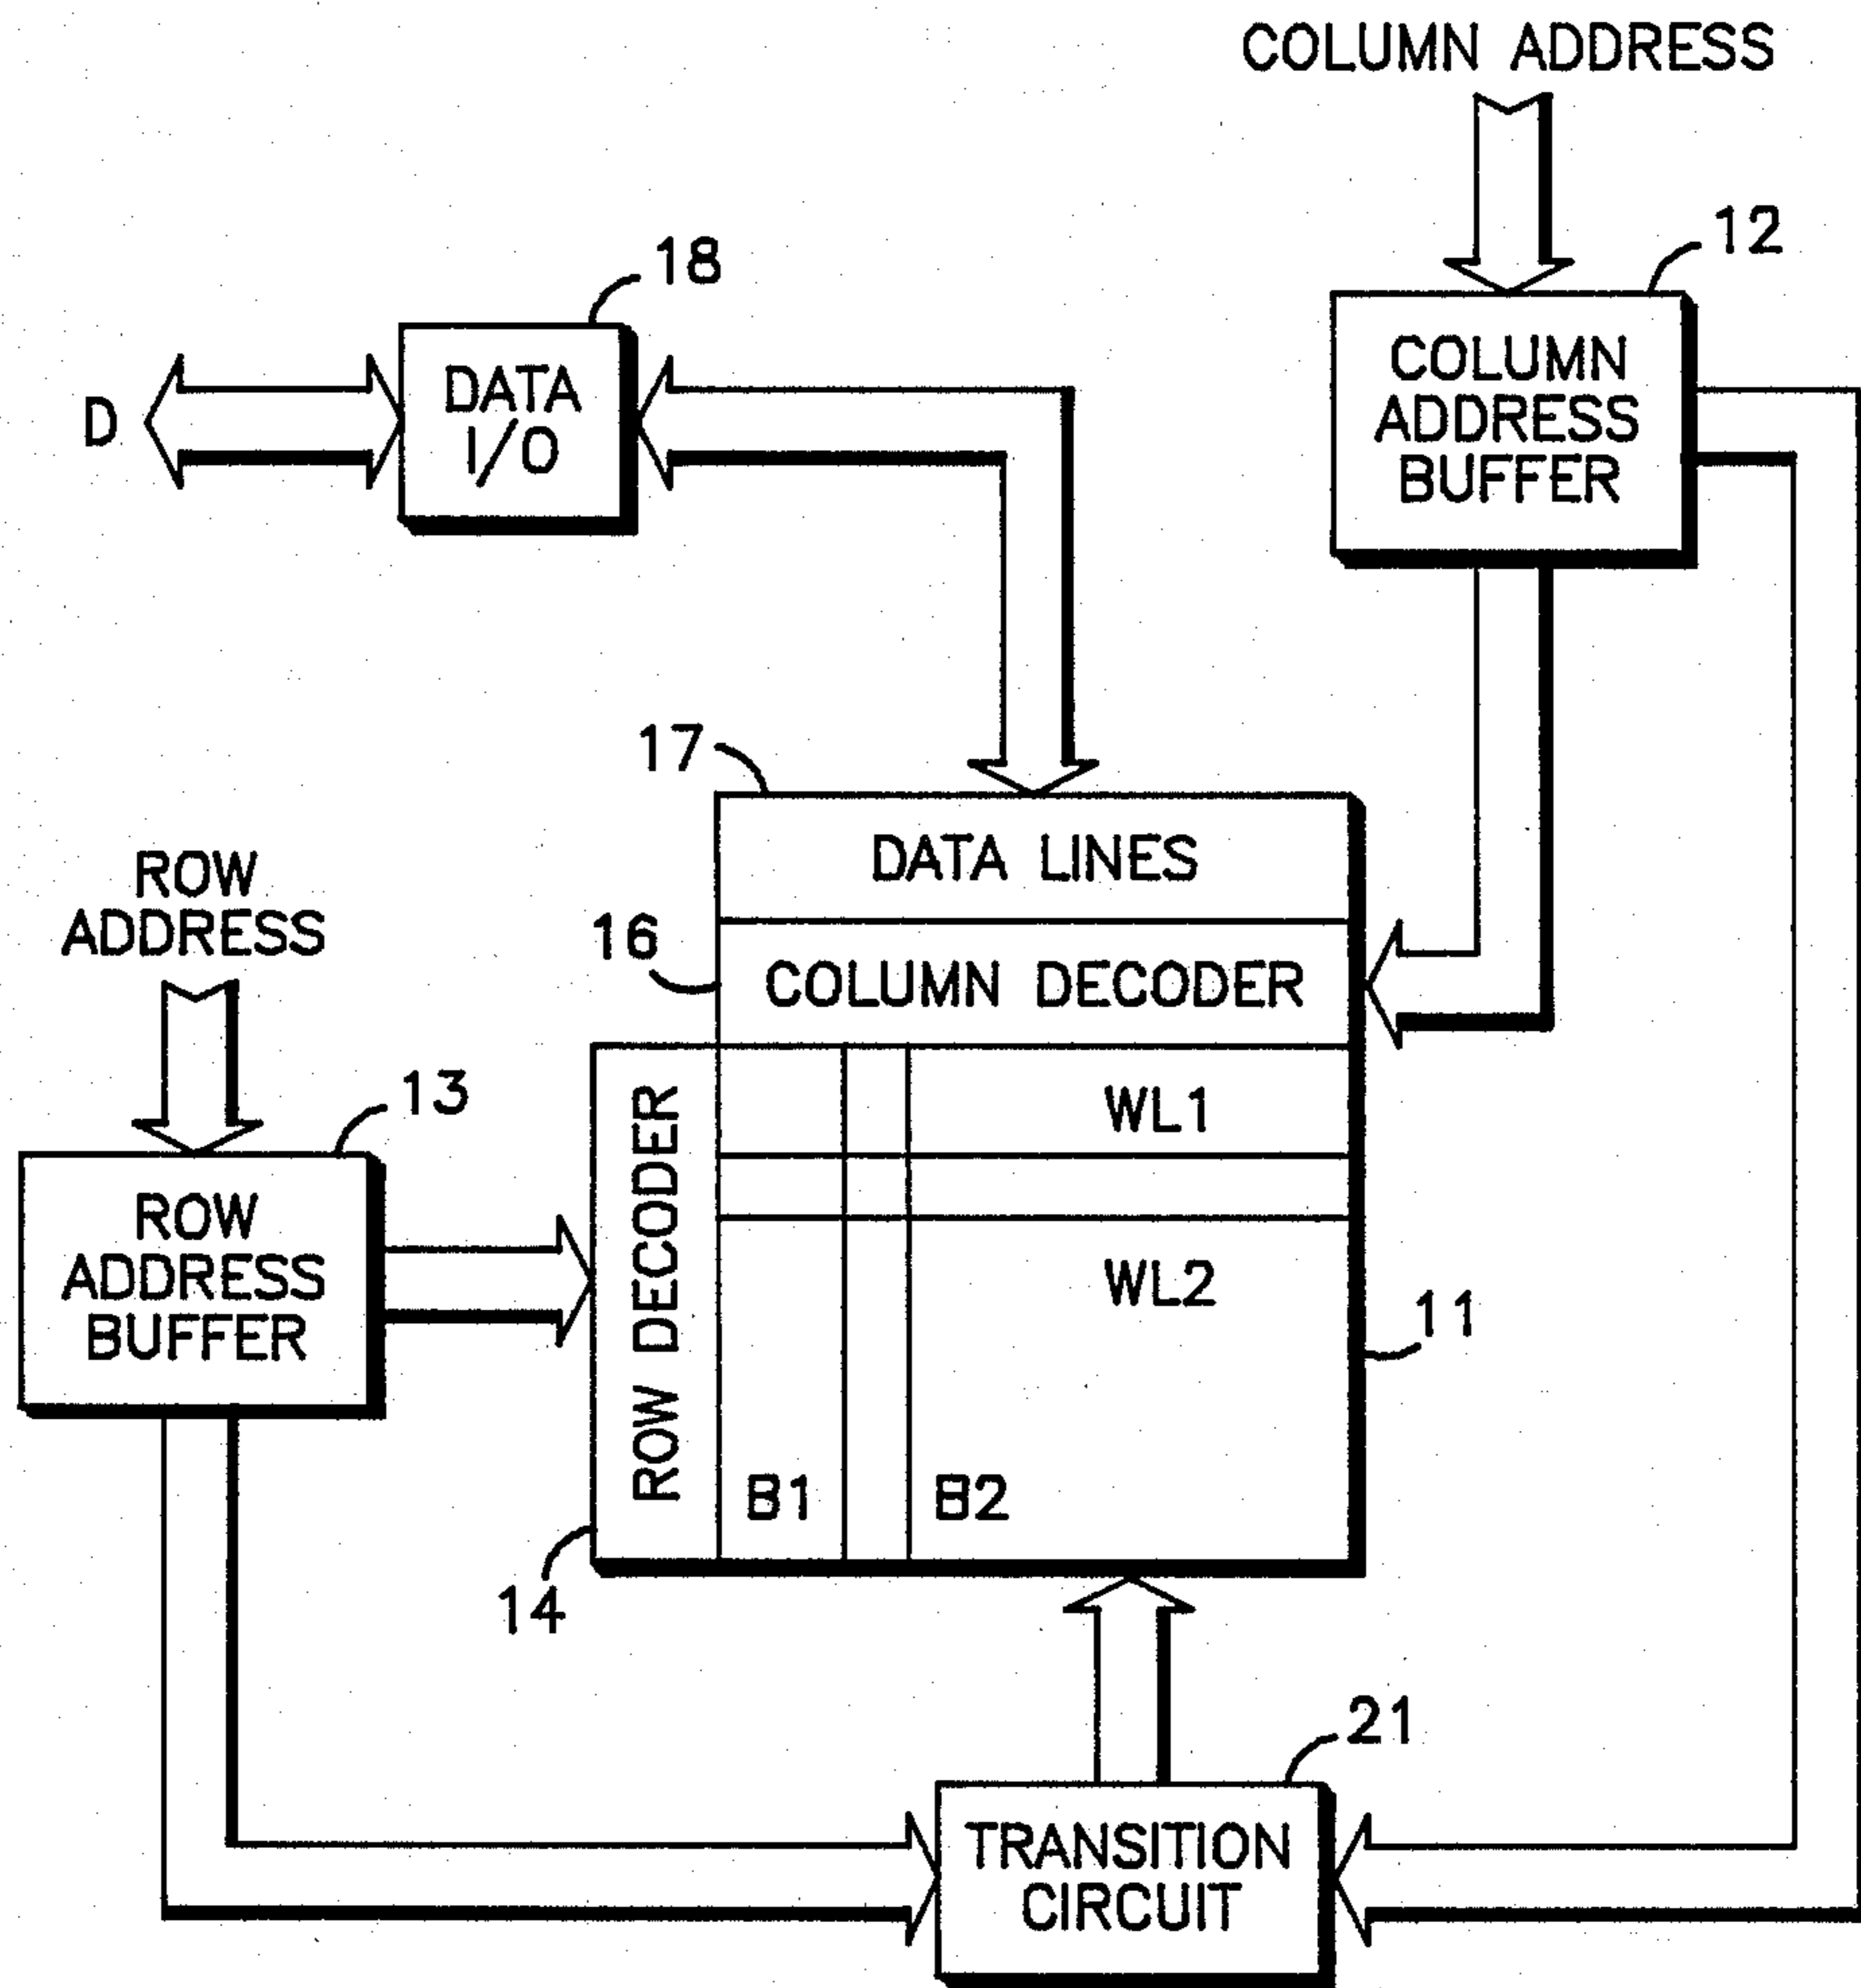 COLUMN ADDRESS
12
18
COLUMN
ADDRESS
BUFFER
D
DATA
I/O
17
DATA LINES
ROW
ADDRESS
16
COLUMN DECODER
13
ROW DECODER
WL1
ROW
ADDRESS
BUFFER
WL2
11
B1
B2
14
21
TRANSITION
CIRCUIT